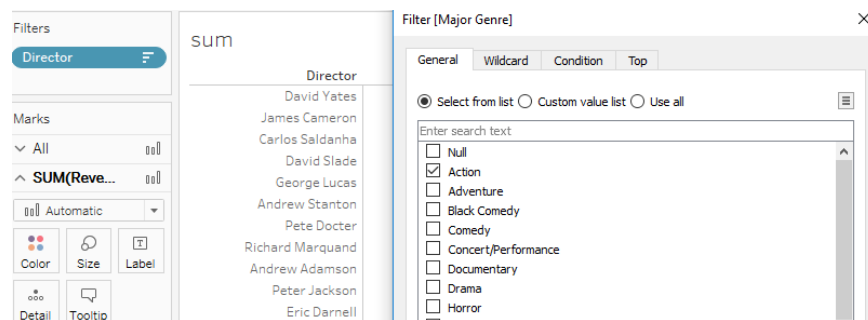 Filters
Director
Marks
All
SUM(Reve...
Automatic
Color Size Label
Detail Tooltip
sum
Director
David Yates
James Cameron
Carlos Saldanha
David Slade
George Lucas
Andrew Stanton
Pete Docter
Richard Marquand
Andrew Adamson
Peter Jackson
Eric Darnell
Filter [Major Genre]
General Wildcard Condition Top
Select from list Custom value list Use all
Enter search text
Null
Action
Adventure
Black Comedy
Comedy
Concert/Performance
Documentary
Drama
Horror